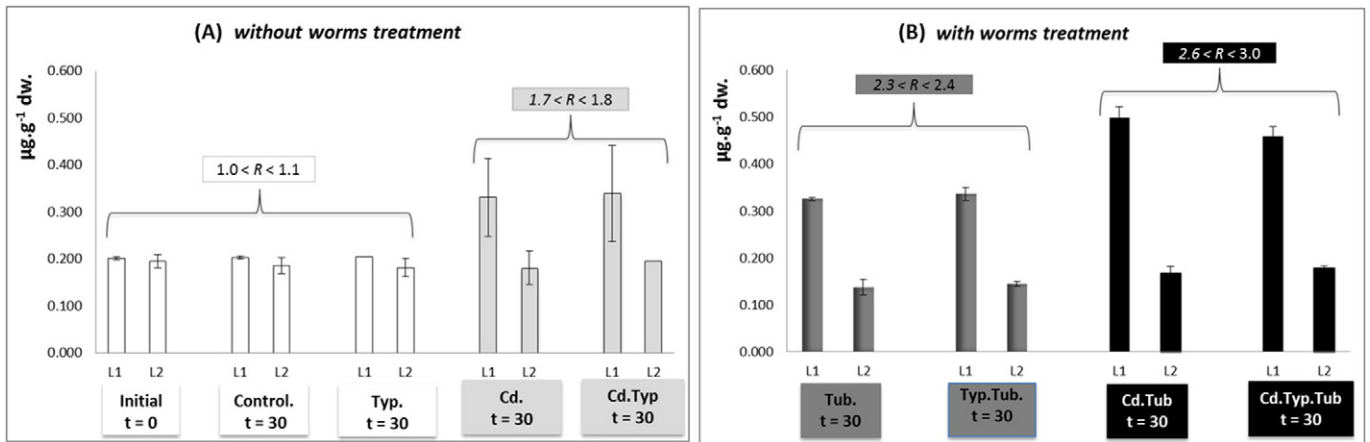 (A) without worms treatment
µg.g⁻¹ dw.
0.600
0.500
0.400
0.300
0.200
0.100
0.000
1.0 < R < 1.1
1.7 < R < 1.8
L1 L2 L1 L2 L1 L2 L1 L2 L1 L2
Initial
t = 0
Control.
t = 30
Typ.
t = 30
Cd.
t = 30
Cd.Typ
t = 30
(B) with worms treatment
µg.g⁻¹ dw.
0.600
0.500
0.400
0.300
0.200
0.100
0.000
2.3 < R < 2.4
2.6 < R < 3.0
L1 L2 L1 L2 L1 L2 L1 L2
Tub.
t = 30
Typ.Tub.
t = 30
Cd.Tub
t = 30
Cd.Typ.Tub
t = 30